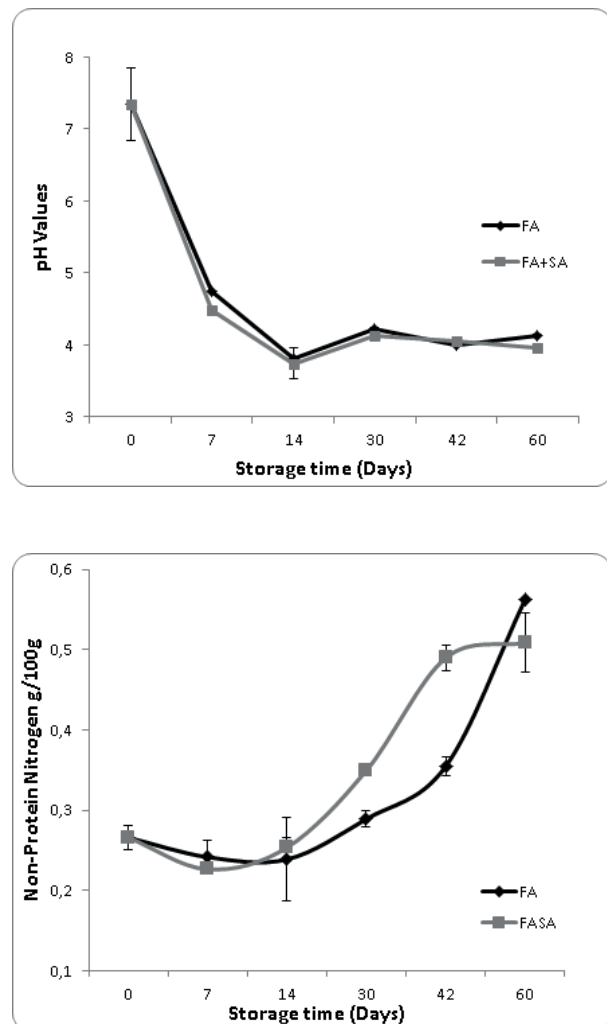 8
7
6
5
4
3
pH Values
FA
FA+SA
0 7 14 30 42 60
Storage time (Days)
0,6
0,5
0,4
0,3
0,2
0,1
Non-Protein Nitrogen g/100g
FA
FASA
0 7 14 30 42 60
Storage time (Days)